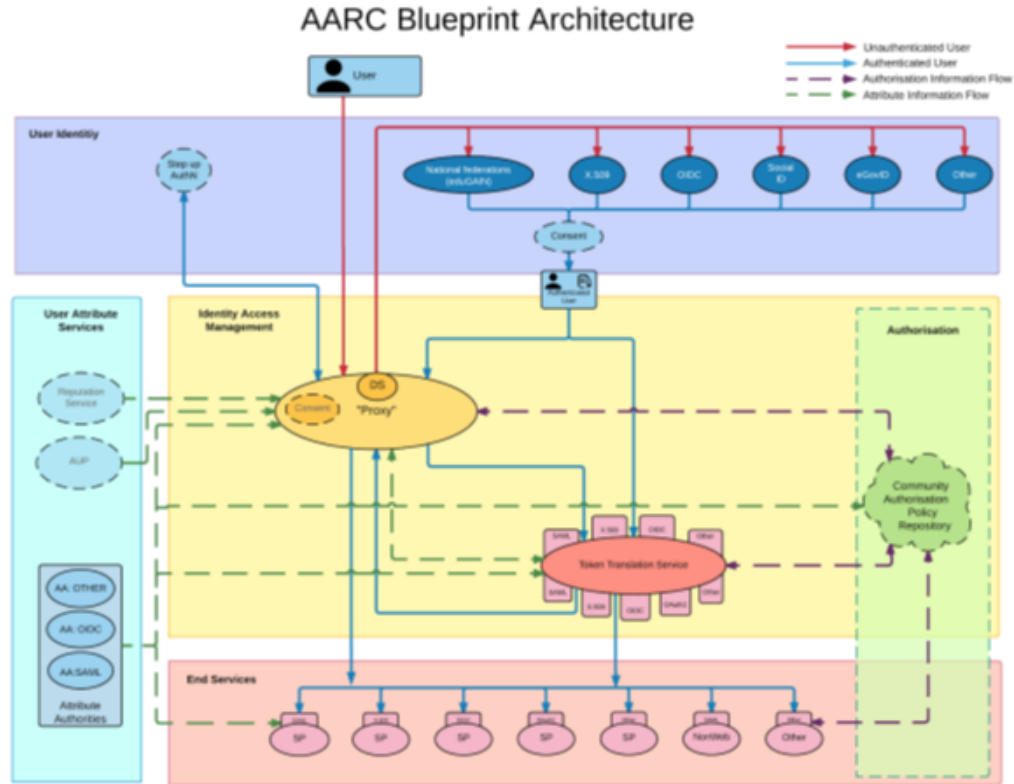 AARC Blueprint Architecture
Unauthenticated User
Authenticated User
Authorisation Information Flow
Attribute Information Flow
User
User Identitiy
Step up
AuthN
National federations
(eduGAIN)
X.509
OIDC
Social
ID
eGovID
Other
Consent
Authenticated
User
User Attribute
Services
Identity Access
Management
Authorisation
Reputation
Service
AUP
DS
Consent
"Proxy"
Community
Authorisation
Policy
Repository
SAML
X.509
OIDC
Other
Token Translation Service
SAML
X.509
OIDC
Other
AA: OTHER
AA: OIDC
AA:SAML
Attribute
Authorities
End Services
SP
SP
SP
SP
SP
NonWeb
Other